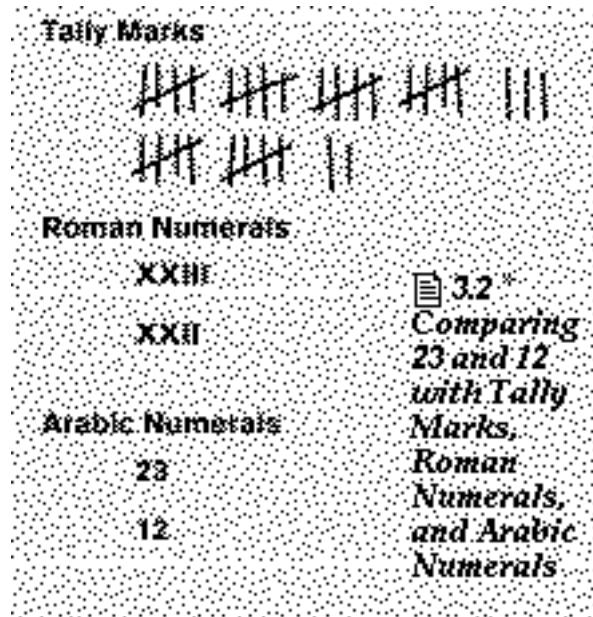 Tally Marks
Roman Numerals
XXIII
XXII
Arabic Numerals
23
12
3.2 *
Comparing
23 and 12
with Tally
Marks,
Roman
Numerals,
and Arabic
Numerals